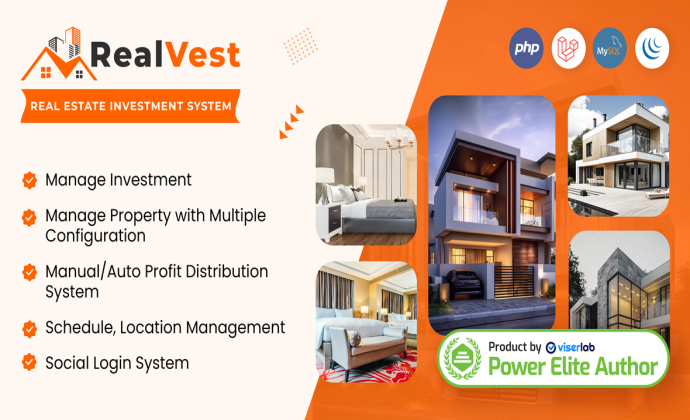 RealVest
REAL ESTATE INVESTMENT SYSTEM
php
MySQL
Manage Investment
Manage Property with Multiple
Configuration
Manual/Auto Profit Distribution
System
Schedule, Location Management
Social Login System
Product by viserlab
Power Elite Author